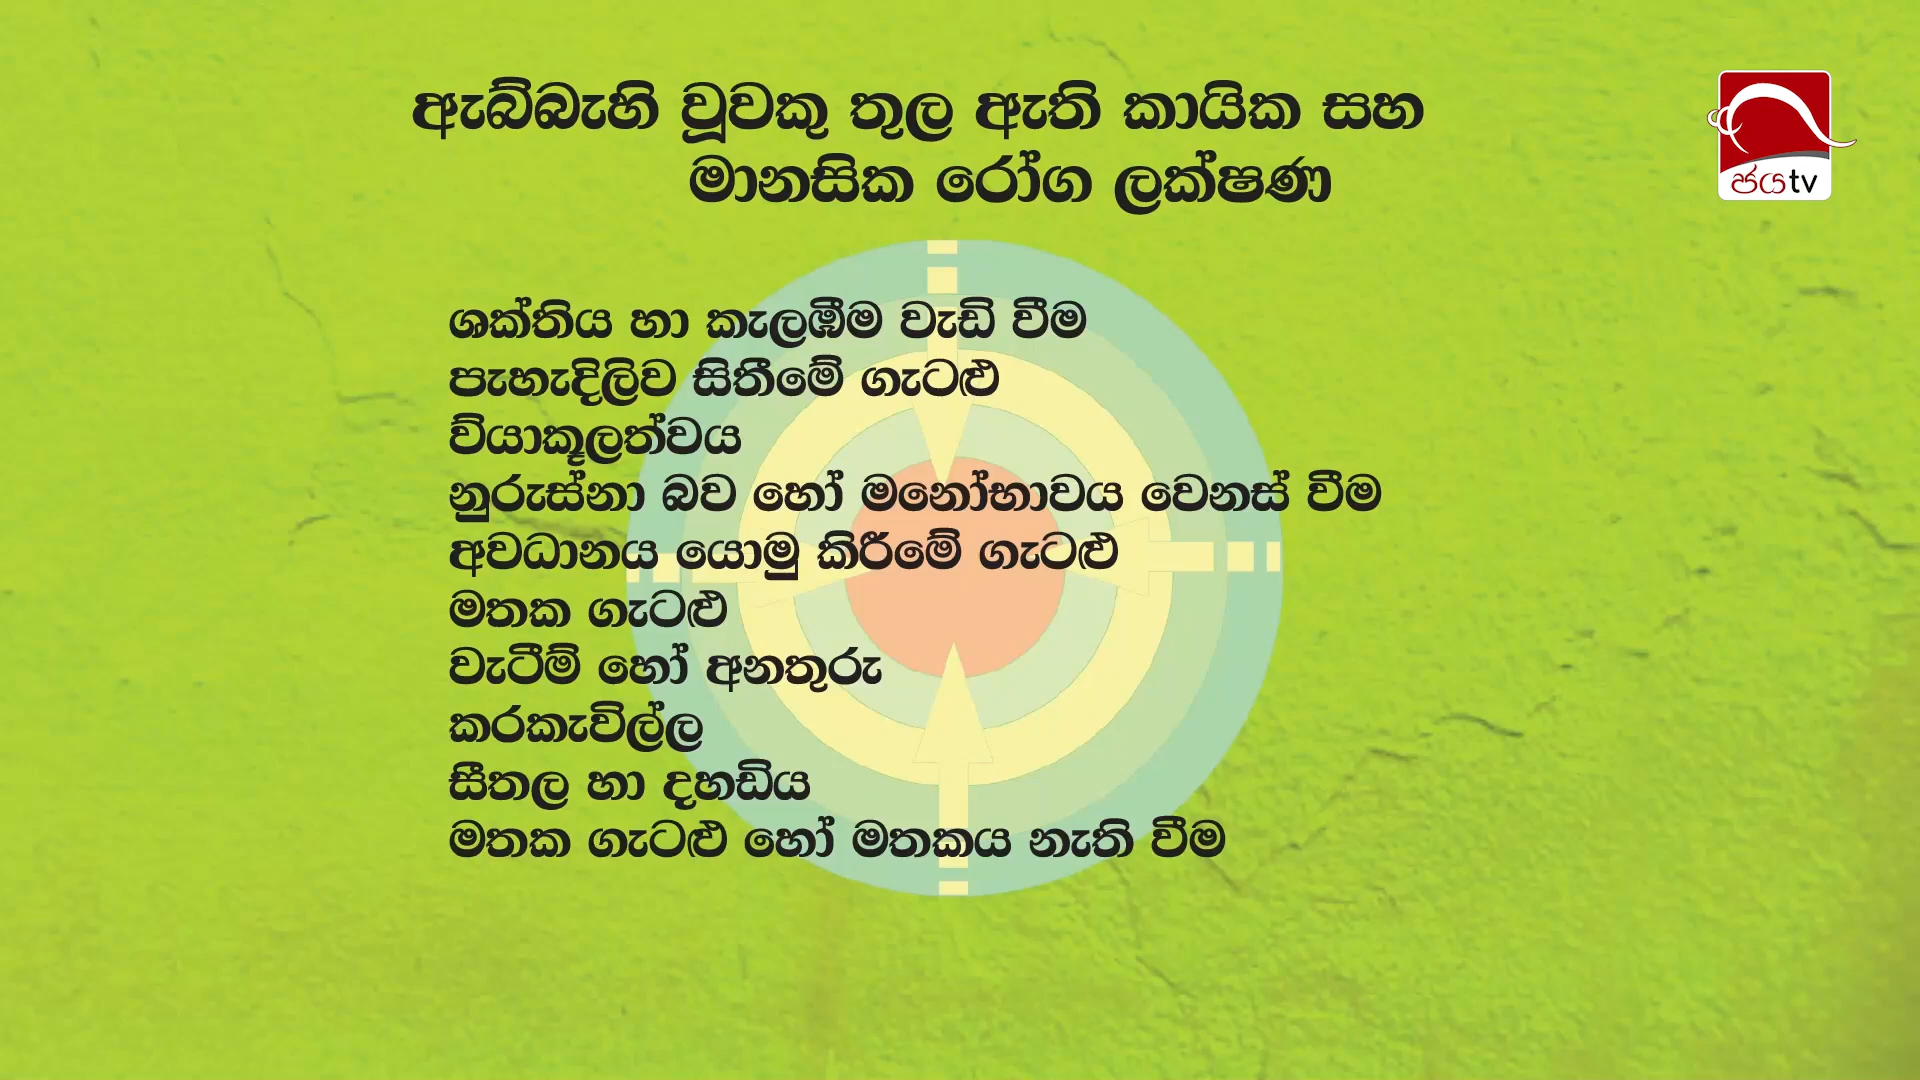 ඇබ්බැහි වූවකු තුල ඇති කායික සහ
මානසික රෝග ලක්ෂණ
ජයtv
ශක්තිය හා කැලඹීම වැඩි වීම
පැහැදිලිව සිතීමේ ගැටළු
ව්යාකූලත්වය
නුරුස්නා බව හෝ මනෝභාවය වෙනස් වීම
අවධානය යොමු කිරීමේ ගැටළු
මතක ගැටළු
වැටීම් හෝ අනතුරු
කරකැවිල්ල
සීතල හා දහඩිය
මතක ගැටළු හෝ මතකය නැති වීම